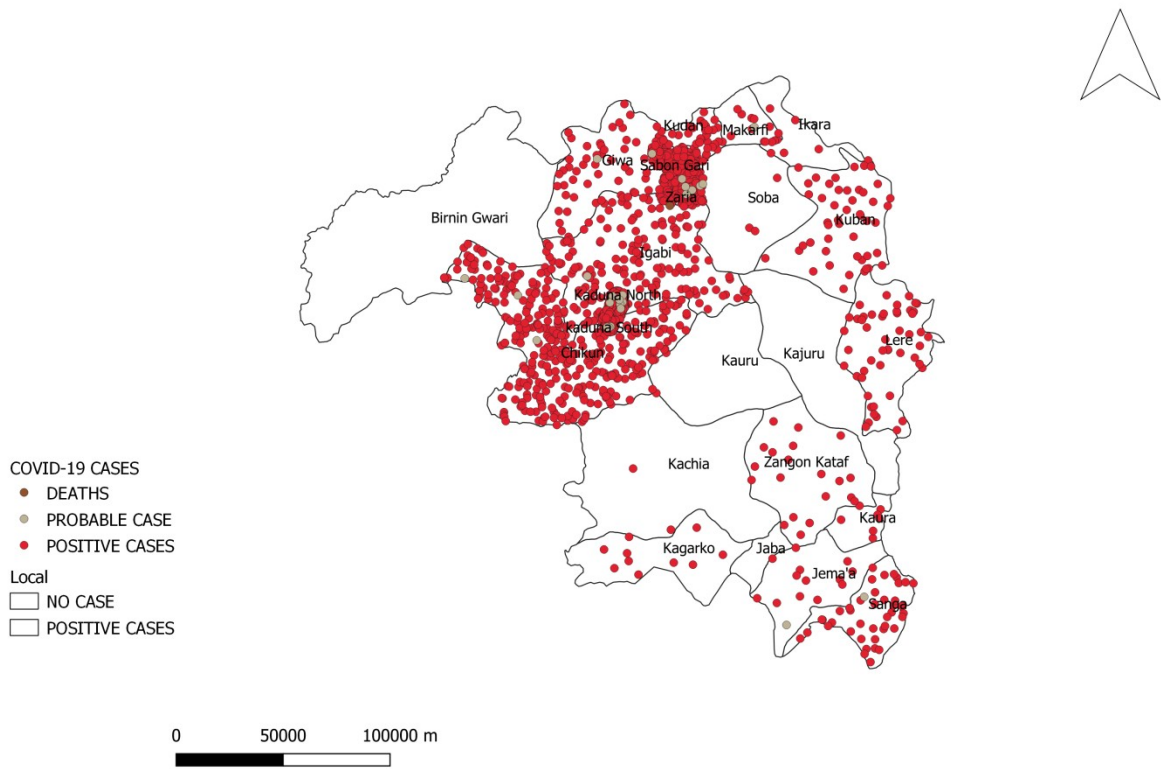 Kudan
Makarfi
Ikara
Giwa
Sabon Gari
Zaria
Soba
Birnin Gwari
Kuban
Igabi
Kaduna North
kaduna South
Chikun
Kauru
Kajuru
Lere
Kachia
Zangon Kataf
Kaura
Kagarko
Jaba
Jema'a
Sanga
COVID-19 CASES
DEATHS
PROBABLE CASE
POSITIVE CASES
Local
NO CASE
POSITIVE CASES
0 50000 100000 m